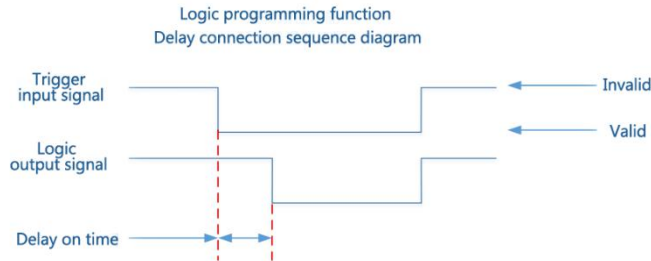 Logic programming function
Delay connection sequence diagram
Trigger
input signal
Invalid
Valid
Logic
output signal
Delay on time